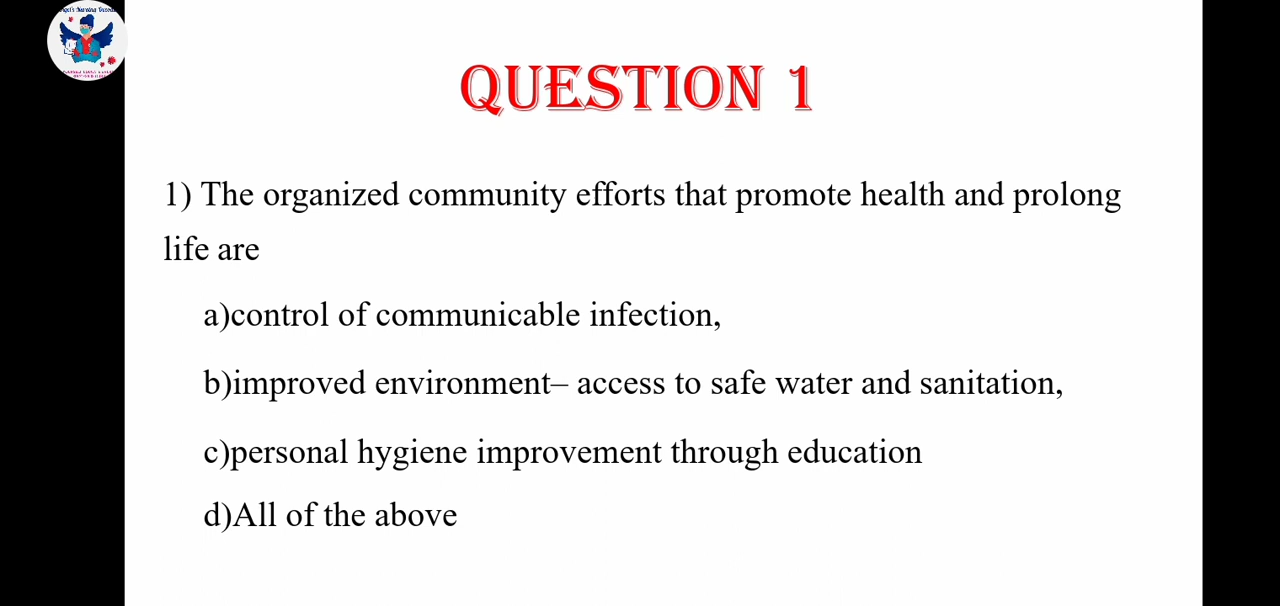 QUESTION 1
1) The organized community efforts that promote health and prolong
life are
a)control of communicable infection,
b)improved environment– access to safe water and sanitation,
c)personal hygiene improvement through education
d)All of the above